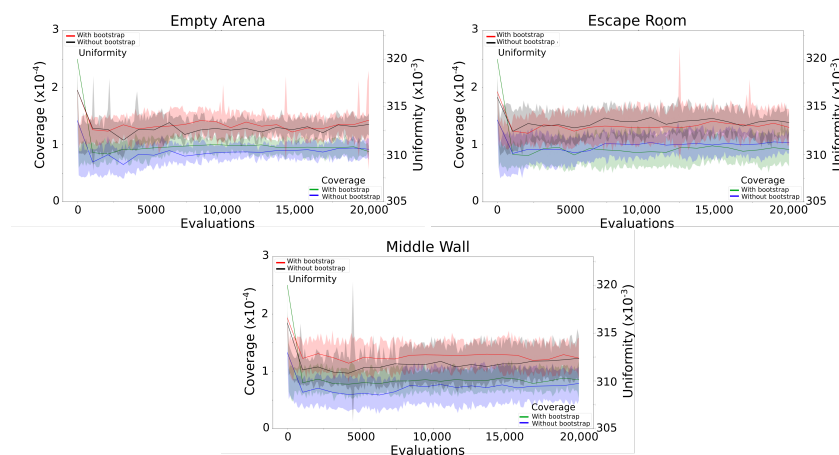 Empty Arena
3
2
1
0
Coverage (x10⁻⁴)
With bootstrap
Without bootstrap
Uniformity
320
315
310
305
Uniformity (x10⁻³)
Coverage
With bootstrap
Without bootstrap
0 5000 10,000 15,000 20,000
Evaluations
Escape Room
3
2
1
0
Coverage (x10⁻⁴)
With bootstrap
Without bootstrap
Uniformity
320
315
310
305
Uniformity (x10⁻³)
Coverage
With bootstrap
Without bootstrap
0 5000 10,000 15,000 20,000
Evaluations
Middle Wall
3
2
1
0
Coverage (x10⁻⁴)
With bootstrap
Without bootstrap
Uniformity
320
315
310
305
Uniformity (x10⁻³)
Coverage
With bootstrap
Without bootstrap
0 5000 10,000 15,000 20,000
Evaluations